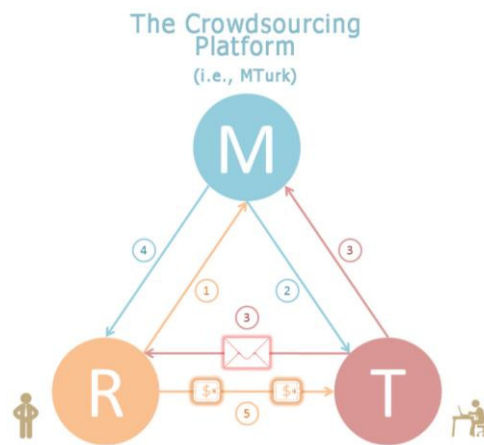 The Crowdsourcing
Platform
(i.e., MTurk)
M
4
1
2
3
3
R
$
$
T
5